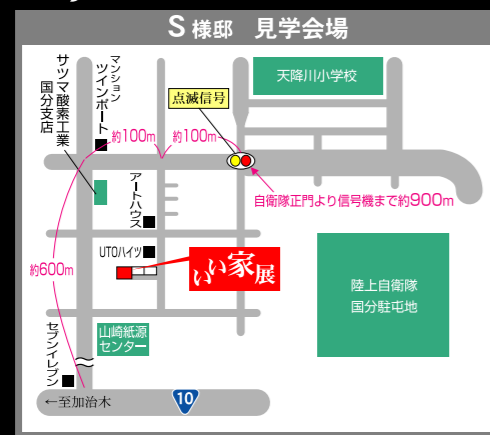 S様邸 見学会場
サツマ酸素工業
国分支店
マンション
ツインポート
点滅信号
天降川小学校
約100m
約100m
アートハウス
自衛隊正門より信号機まで約900m
UTOハイツ
いい家展
約600m
陸上自衛隊
国分駐屯地
山崎紙源
センター
セブンイレブン
←至加治木
10